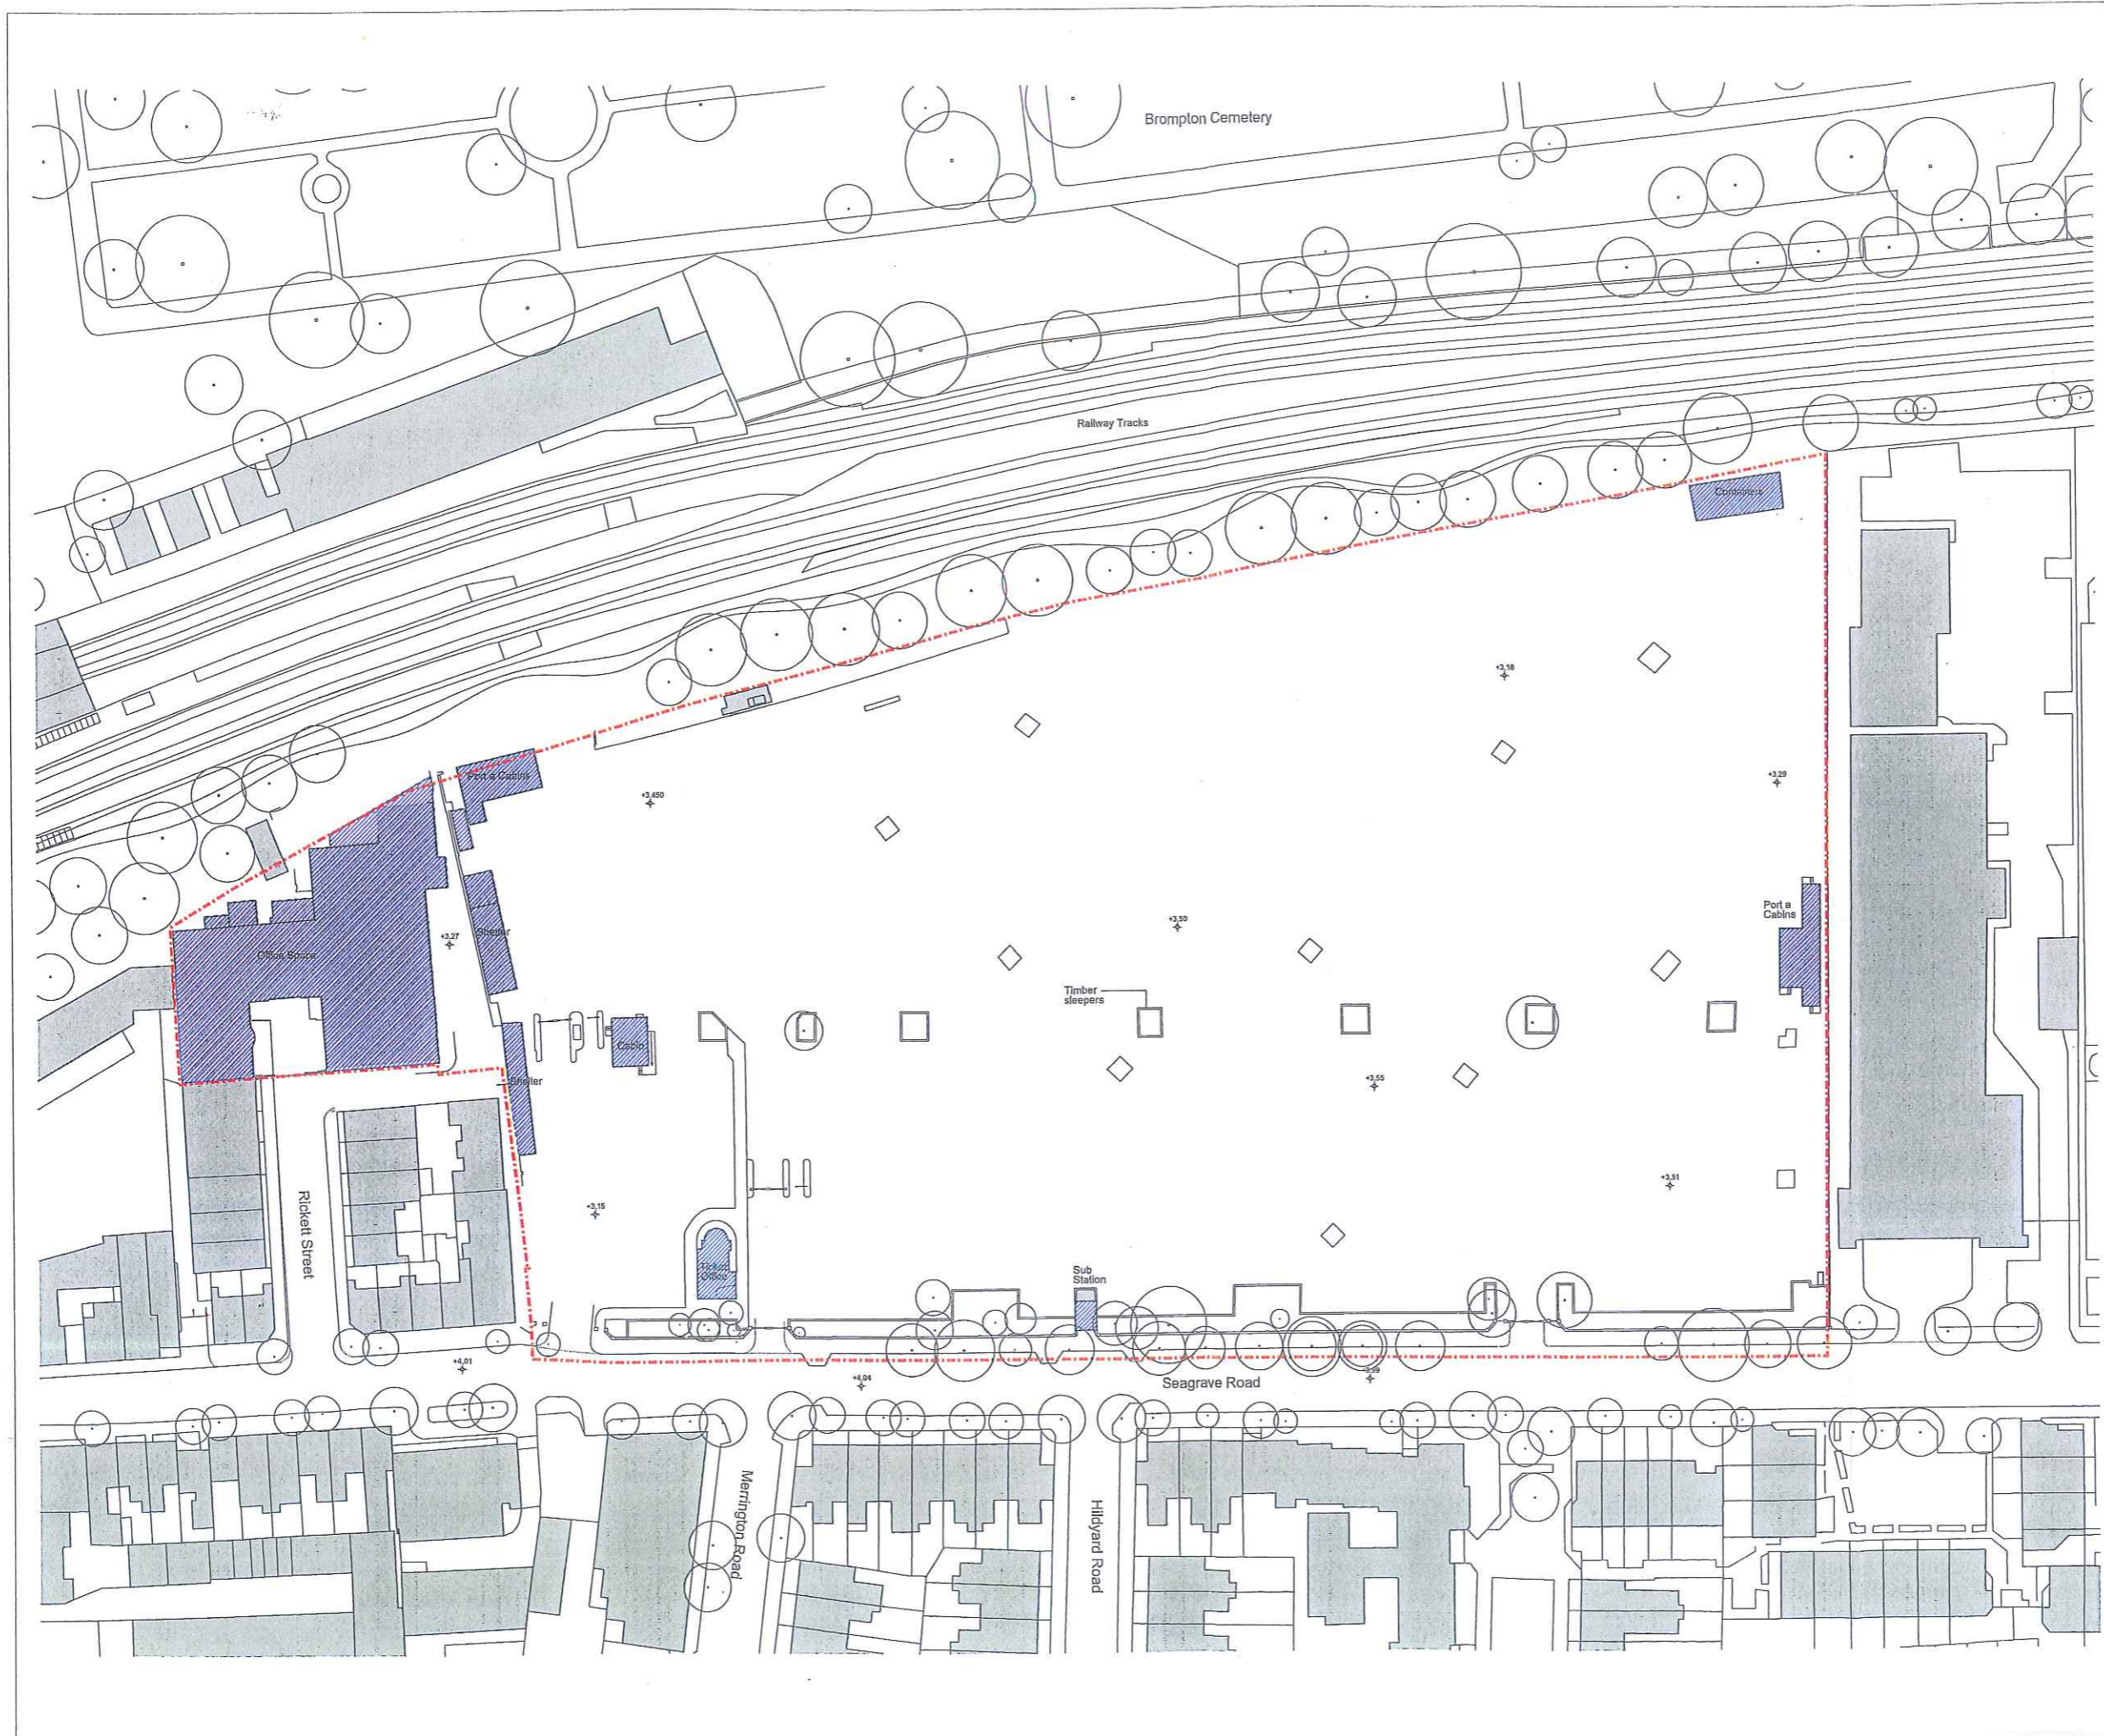 Brompton Cemetery
Railway Tracks
Containers
+3,18
Port a Cabins
+3,29
+3,450
Port a
Cabins
+3,50
Shelter
+3,27
Office Space
Timber
sleepers
Cabin
Shelter
+3,55
+3,51
Rickett Street
+3,15
Ticket
Office
Sub
Station
+4,01
+4,04
Seagrave Road
Merrington Road
Hildyard Road